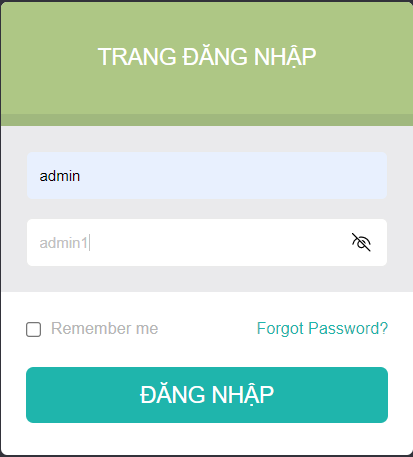 TRANG ĐĂNG NHẬP
admin
admin1
Remember me
Forgot Password?
ĐĂNG NHẬP